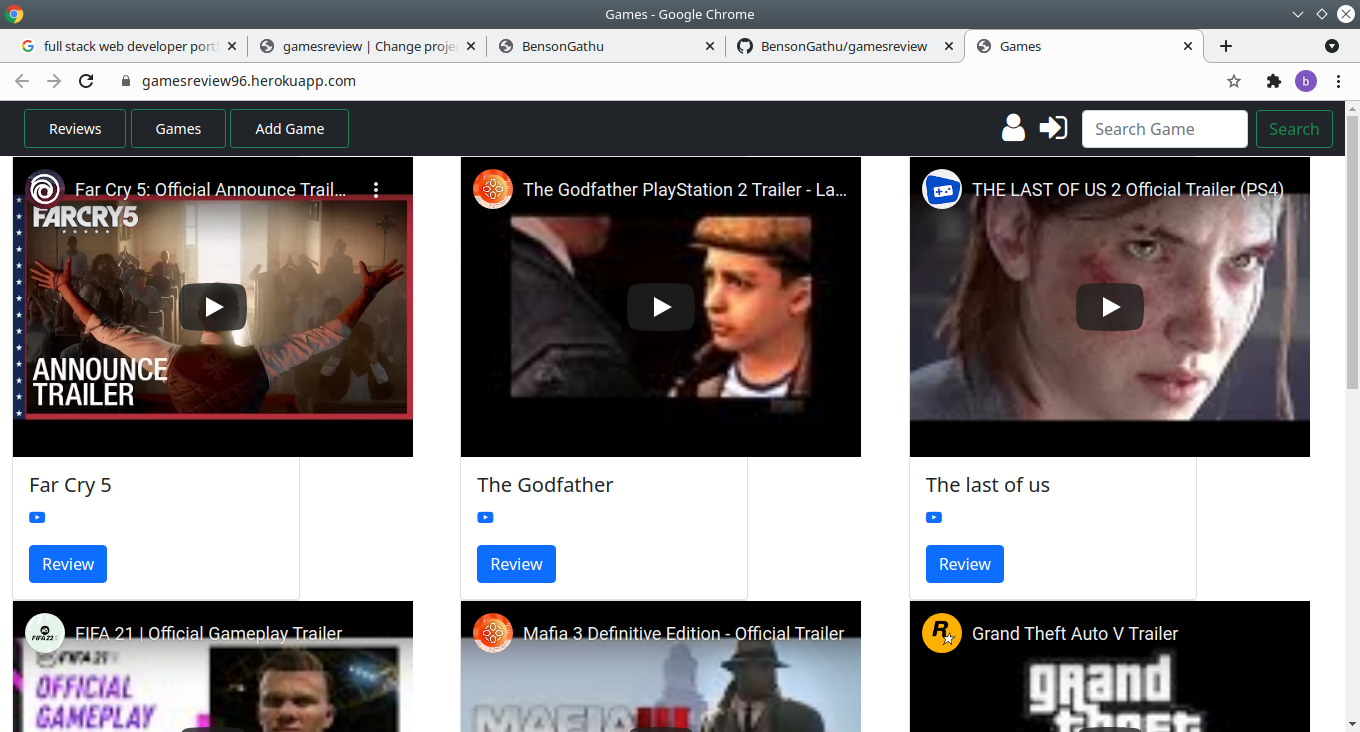 Games - Google Chrome
full stack web developer port
gamesreview | Change proje
BensonGathu
BensonGathu/gamesreview
Games
gamesreview96.herokuapp.com
b
Reviews
Games
Add Game
Search Game
Search
Far Cry 5: Official Announce Trail...
FARCRY5
ANNOUNCE
TRAILER
The Godfather PlayStation 2 Trailer - La...
THE LAST OF US 2 Official Trailer (PS4)
Far Cry 5
Review
The Godfather
Review
The last of us
Review
FIFA 22
FIFA 21 | Official Gameplay Trailer
FIFA 21
OFFICIAL
GAMEPLAY
Mafia 3 Definitive Edition - Official Trailer
MAFIA III
R
Grand Theft Auto V Trailer
grand
theft